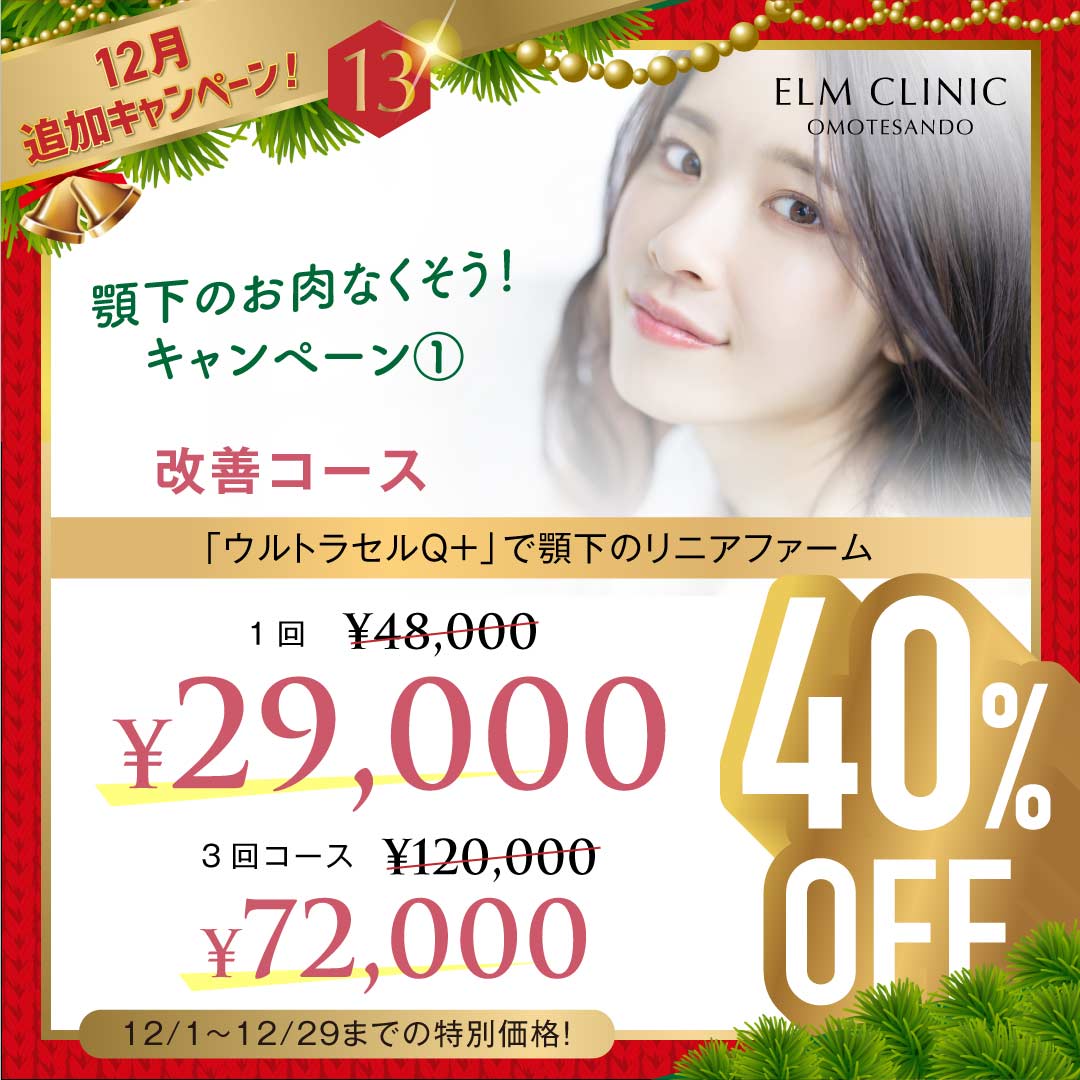 12月
追加キャンペーン!
13
ELM CLINIC
OMOTESANDO
顎下のお肉なくそう!
キャンペーン①
改善コース
「ウルトラセルQ+」で顎下のリニアファーム
1回 ¥48,000
¥29,000
3回コース ¥120,000
¥72,000
40%
OFF
12/1〜12/29までの特別価格!